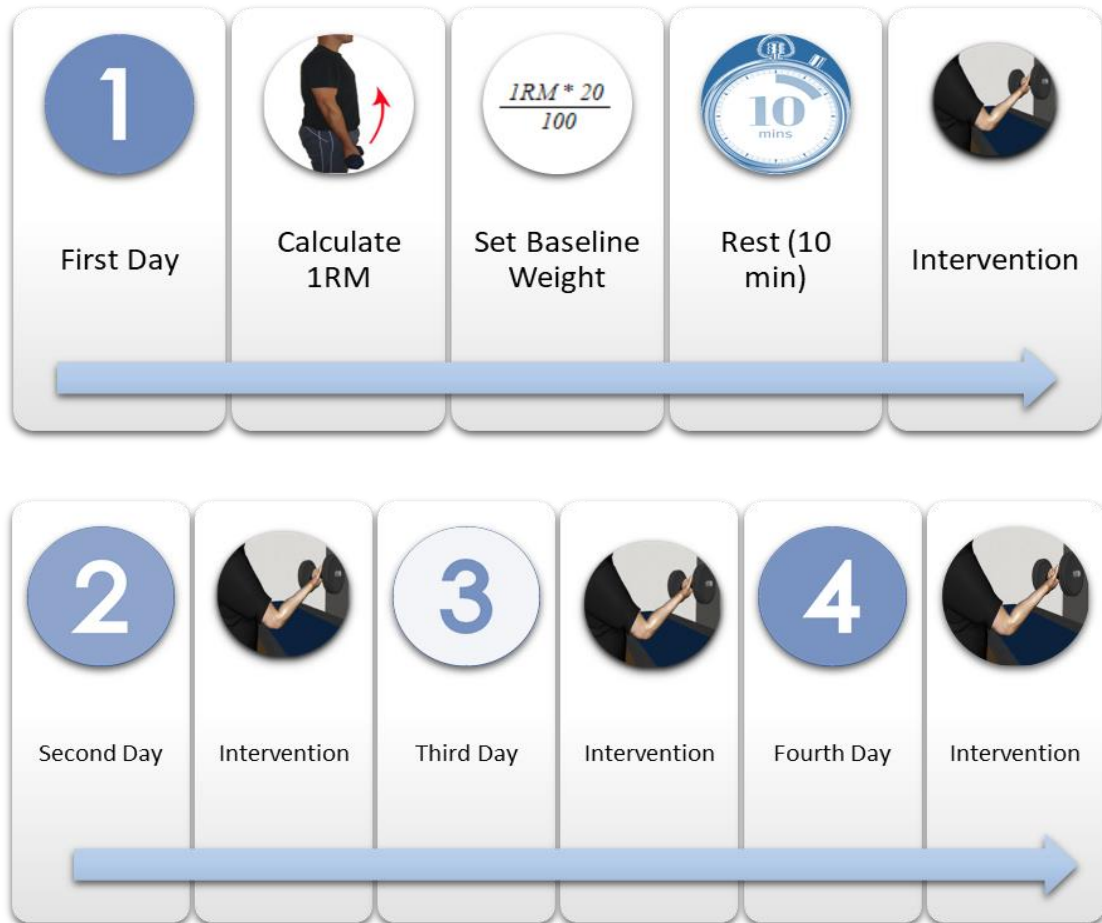 1
First Day
Calculate
1RM
1RM * 20
100
Set Baseline
Weight
10
mins
Rest (10
min)
Intervention
2
Second Day
Intervention
3
Third Day
Intervention
4
Fourth Day
Intervention